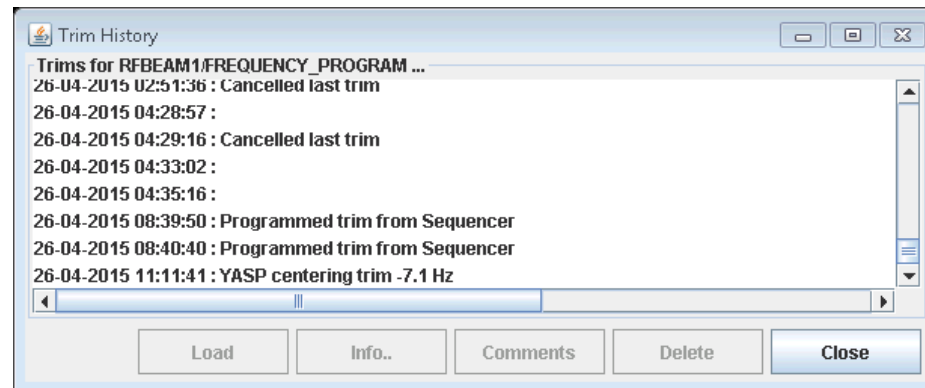 Trim History
Trims for RFBEAM1/FREQUENCY_PROGRAM ...
26-04-2015 02:51:36 : Cancelled last trim
26-04-2015 04:28:57 :
26-04-2015 04:29:16 : Cancelled last trim
26-04-2015 04:33:02 :
26-04-2015 04:35:16 :
26-04-2015 08:39:50 : Programmed trim from Sequencer
26-04-2015 08:40:40 : Programmed trim from Sequencer
26-04-2015 11:11:41 : YASP centering trim -7.1 Hz
Load Info.. Comments Delete Close